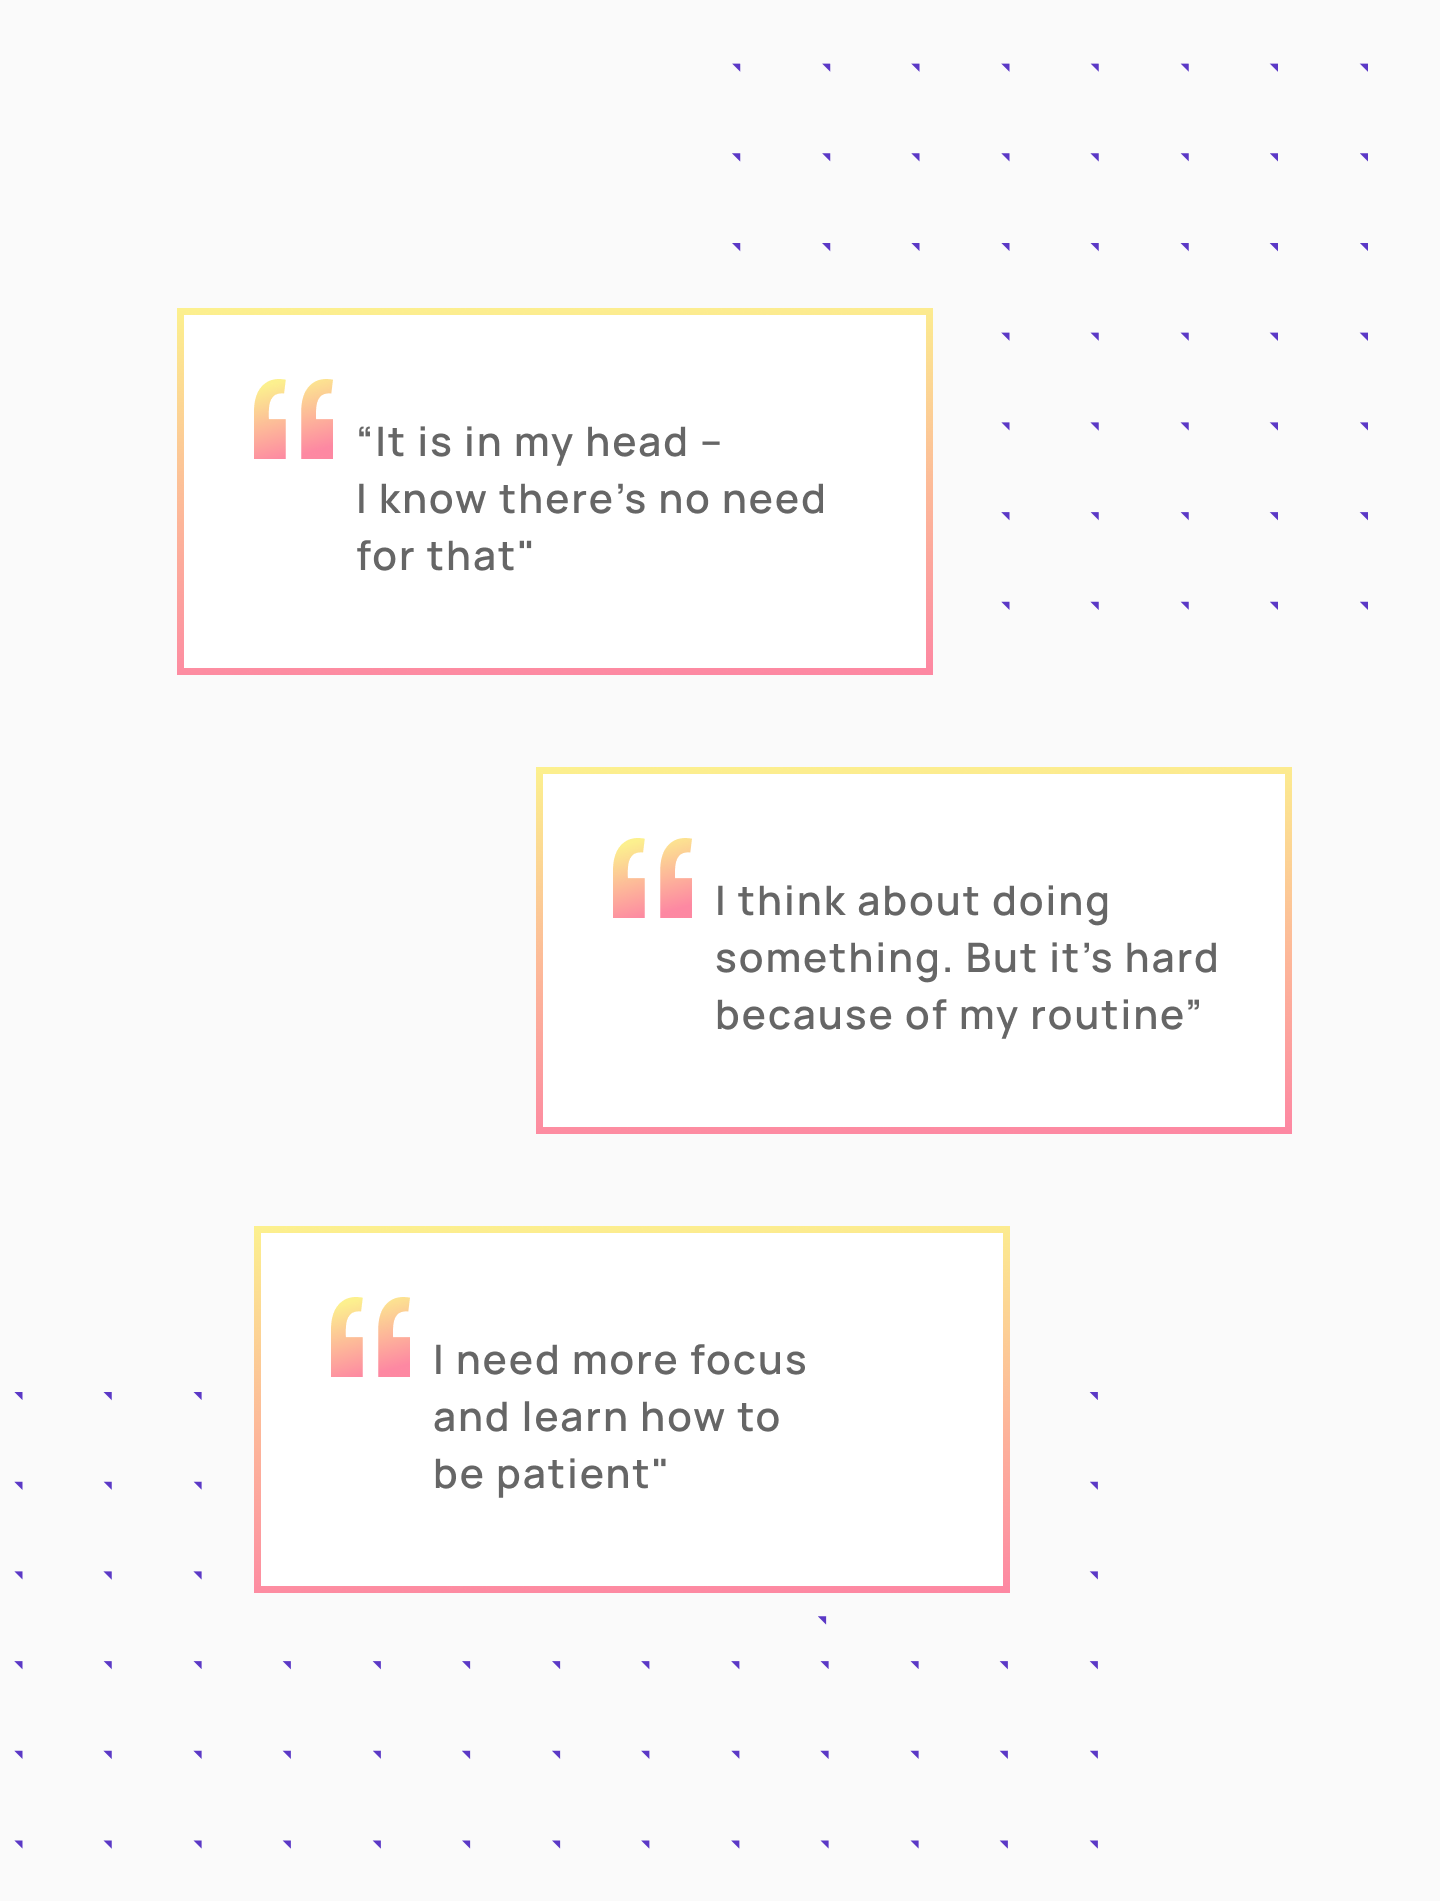 “It is in my head –
I know there’s no need
for that"
I think about doing
something. But it’s hard
because of my routine”
I need more focus
and learn how to
be patient"